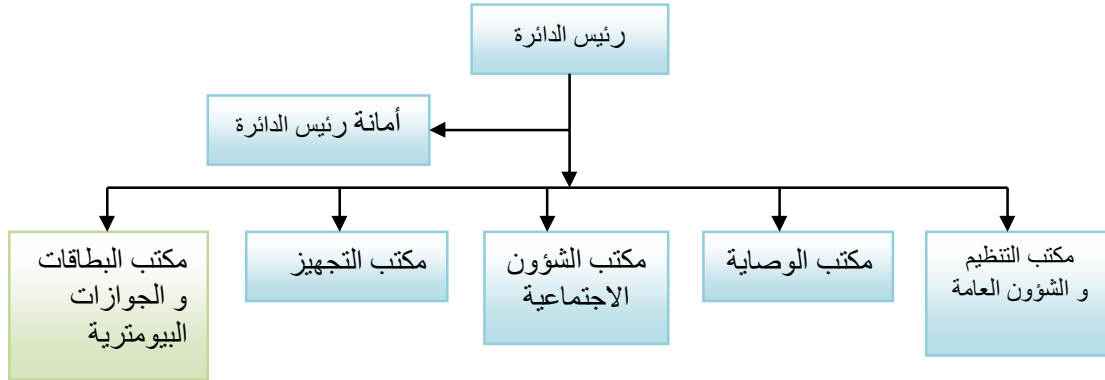 رئيس الدائرة
أمانة رئيس الدائرة
مكتب التنظيم
و الشؤون العامة
مكتب الوصاية
مكتب الشؤون
الاجتماعية
مكتب التجهيز
مكتب البطاقات
و الجوازات
البيومترية